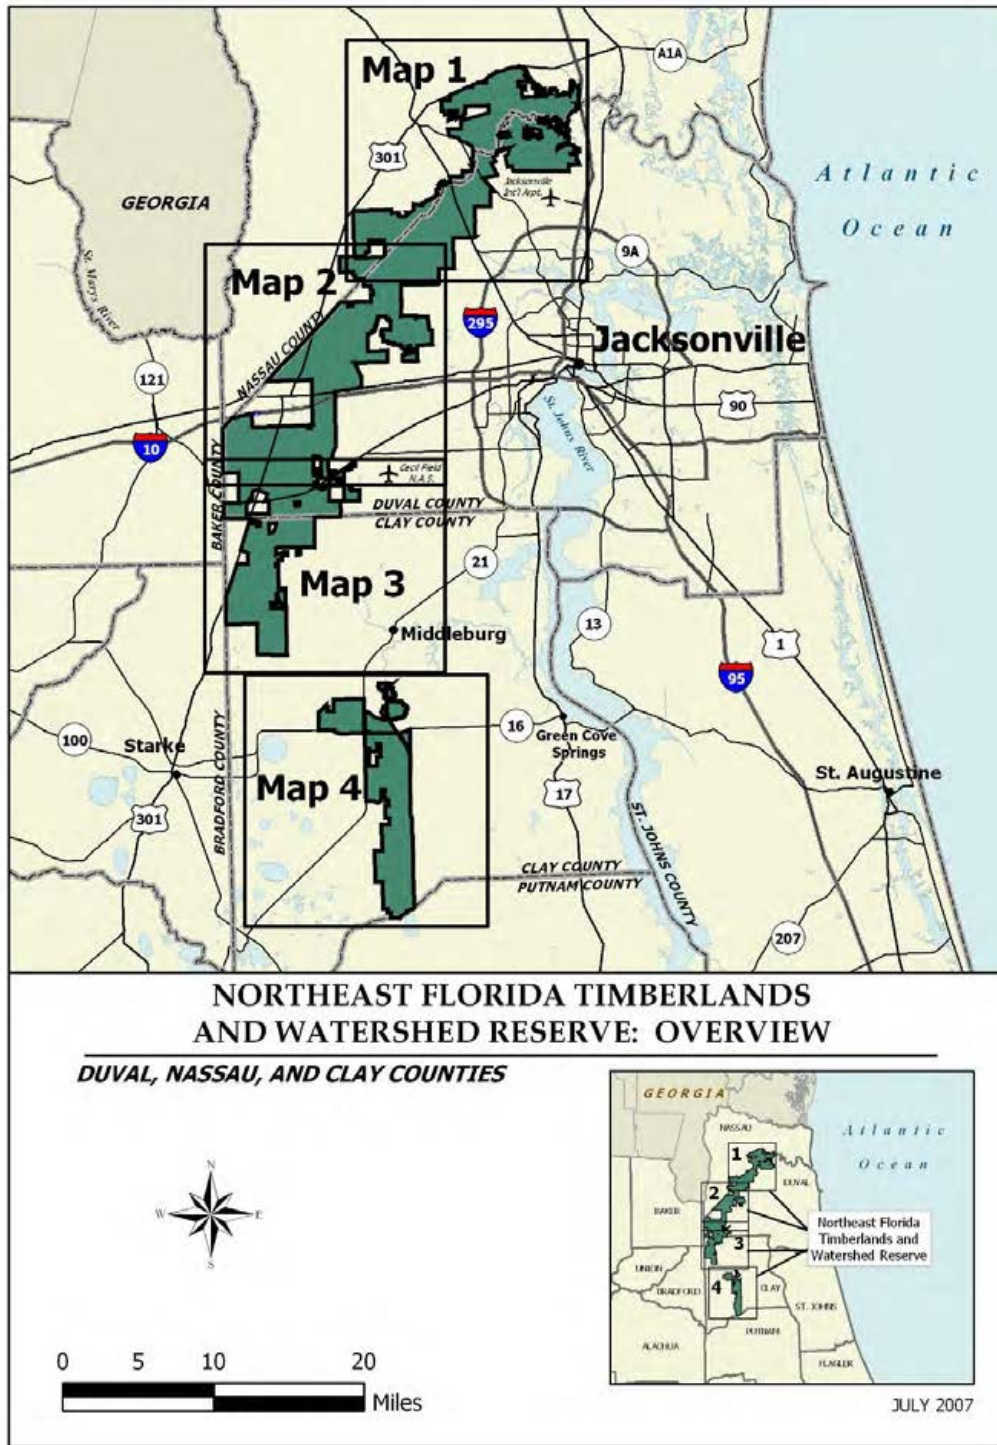 Map 1
A1A
301
Jacksonville
Int'l Arpt.
GEORGIA
St. Marys River
Atlantic
Ocean
9A
Map 2
295
NASSAU COUNTY
Jacksonville
121
90
St. Johns River
10
BAKER COUNTY
Cecil Field
N.A.S.
DUVAL COUNTY
CLAY COUNTY
21
Map 3
13
Middleburg
1
95
100
Starke
BRADFORD COUNTY
16
Green Cove
Springs
St. Augustine
Map 4
17
301
ST. JOHNS COUNTY
CLAY COUNTY
PUTNAM COUNTY
207
NORTHEAST FLORIDA TIMBERLANDS
AND WATERSHED RESERVE: OVERVIEW
DUVAL, NASSAU, AND CLAY COUNTIES
N
W
E
S
0 5 10 20
Miles
GEORGIA
NASSAU
Atlantic
Ocean
1
DUVAL
2
BAKER
Northeast Florida
Timberlands and
Watershed Reserve
3
UNION
4
BRADFORD
CLAY
ST. JOHNS
PUTNAM
ALACHUA
FLAGLER
JULY 2007